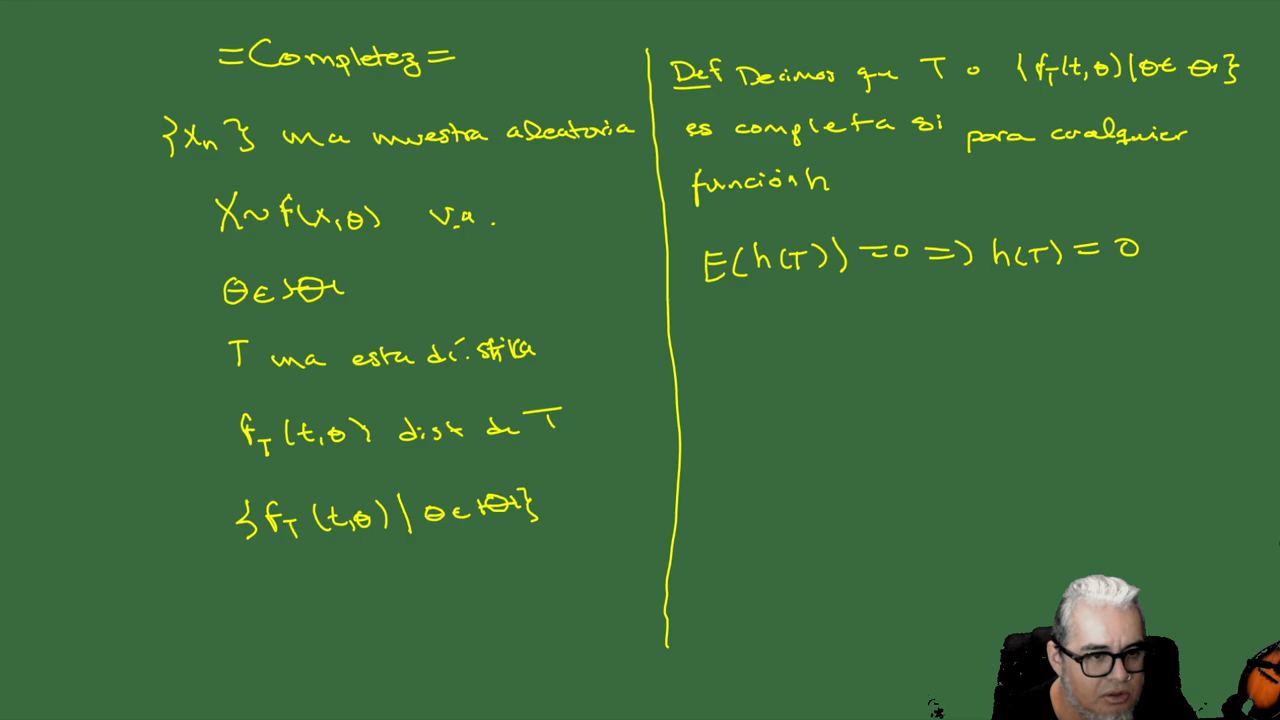 =Completez=
{Xn} una muestra aleatoria
X~f(x,θ) v.a.
θ∈Θ
T una estadística
f_T(t,θ) dist de T
{f_T(t,θ)|θ∈Θ}
Def Decimos que T o {f_T(t,θ)|θ∈Θ}
es completa si para cualquier
función h
E(h(T))=0 => h(T) = 0